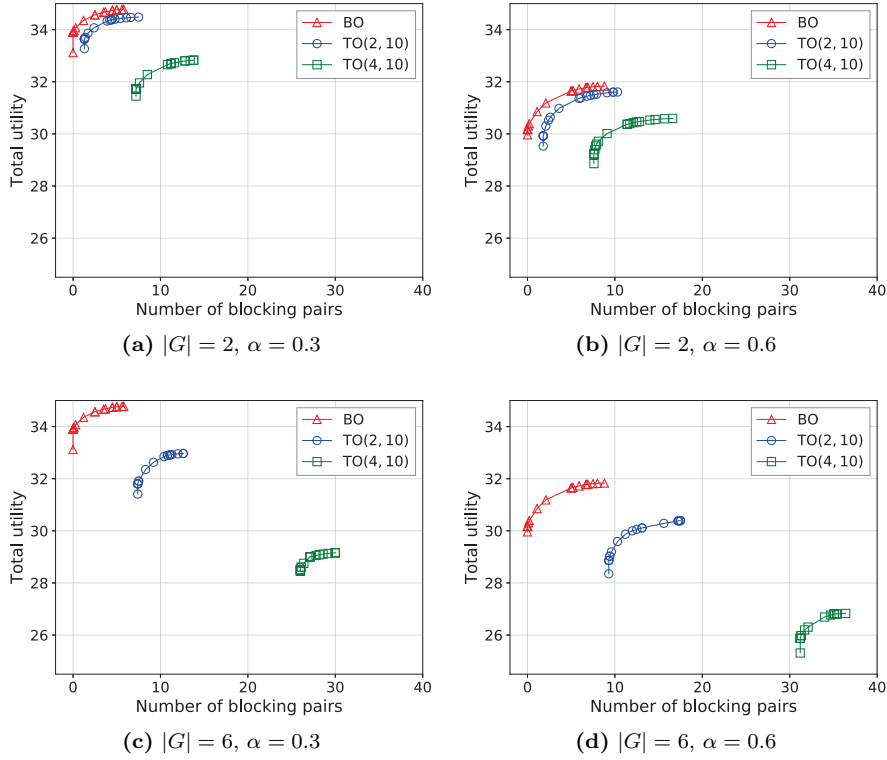 34
32
30
28
26
Total utility
0
10
20
30
40
Number of blocking pairs
BO
TO(2, 10)
TO(4, 10)
(a) |G| = 2, α = 0.3
34
32
30
28
26
Total utility
0
10
20
30
40
Number of blocking pairs
BO
TO(2, 10)
TO(4, 10)
(b) |G| = 2, α = 0.6
34
32
30
28
26
Total utility
0
10
20
30
40
Number of blocking pairs
BO
TO(2, 10)
TO(4, 10)
(c) |G| = 6, α = 0.3
34
32
30
28
26
Total utility
0
10
20
30
40
Number of blocking pairs
BO
TO(2, 10)
TO(4, 10)
(d) |G| = 6, α = 0.6